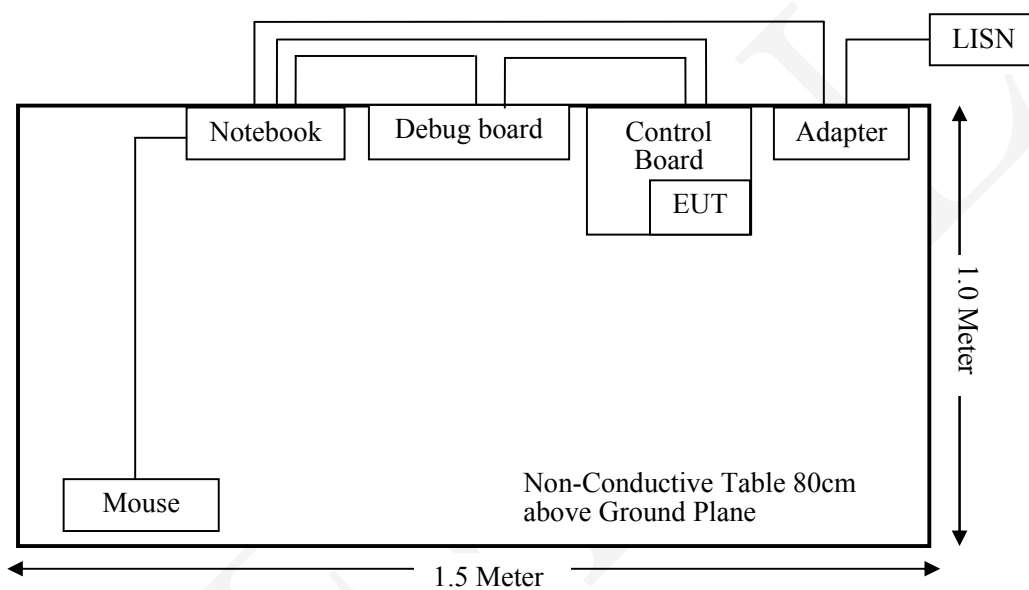 LISN
Notebook
Debug board
Control
Board
Adapter
EUT
1.0 Meter
Mouse
Non-Conductive Table 80cm
above Ground Plane
1.5 Meter